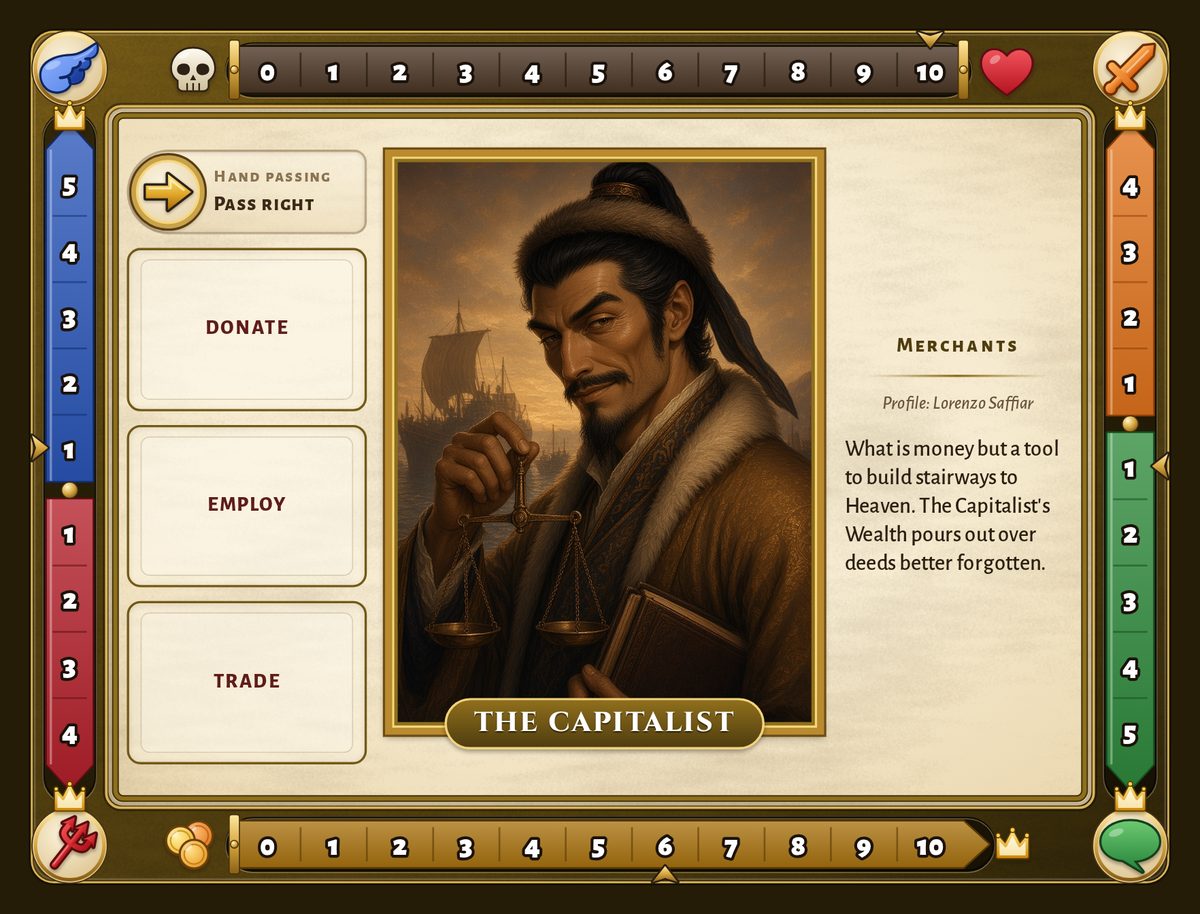 0 1 2 3 4 5 6 7 8 9 10
5
4
3
2
1
1
2
3
4
HAND PASSING
PASS RIGHT
DONATE
EMPLOY
TRADE
THE CAPITALIST
MERCHANTS
Profile: Lorenzo Saffiar
What is money but a tool
to build stairways to
Heaven. The Capitalist's
Wealth pours out over
deeds better forgotten.
4
3
2
1
1
2
3
4
5
0 1 2 3 4 5 6 7 8 9 10